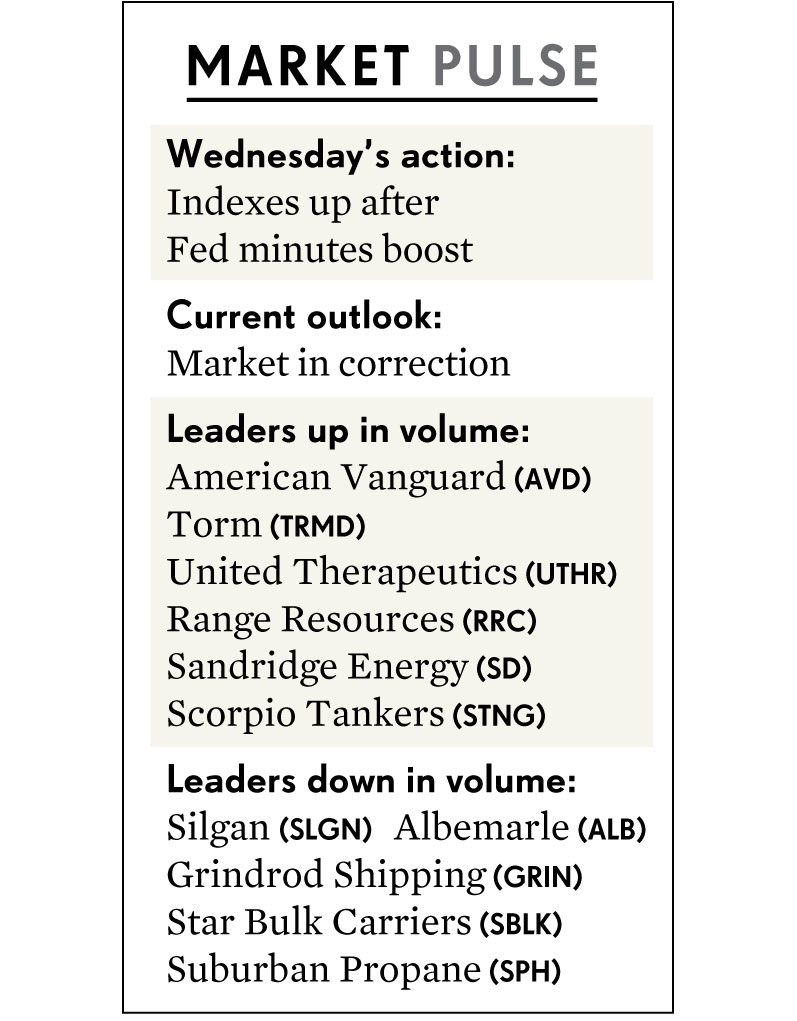 MARKET PULSE
Wednesday’s action:
Indexes up after
Fed minutes boost
Current outlook:
Market in correction
Leaders up in volume:
American Vanguard (AVD)
Torm (TRMD)
United Therapeutics (UTHR)
Range Resources (RRC)
Sandridge Energy (SD)
Scorpio Tankers (STNG)
Leaders down in volume:
Silgan (SLGN) Albemarle (ALB)
Grindrod Shipping (GRIN)
Star Bulk Carriers (SBLK)
Suburban Propane (SPH)